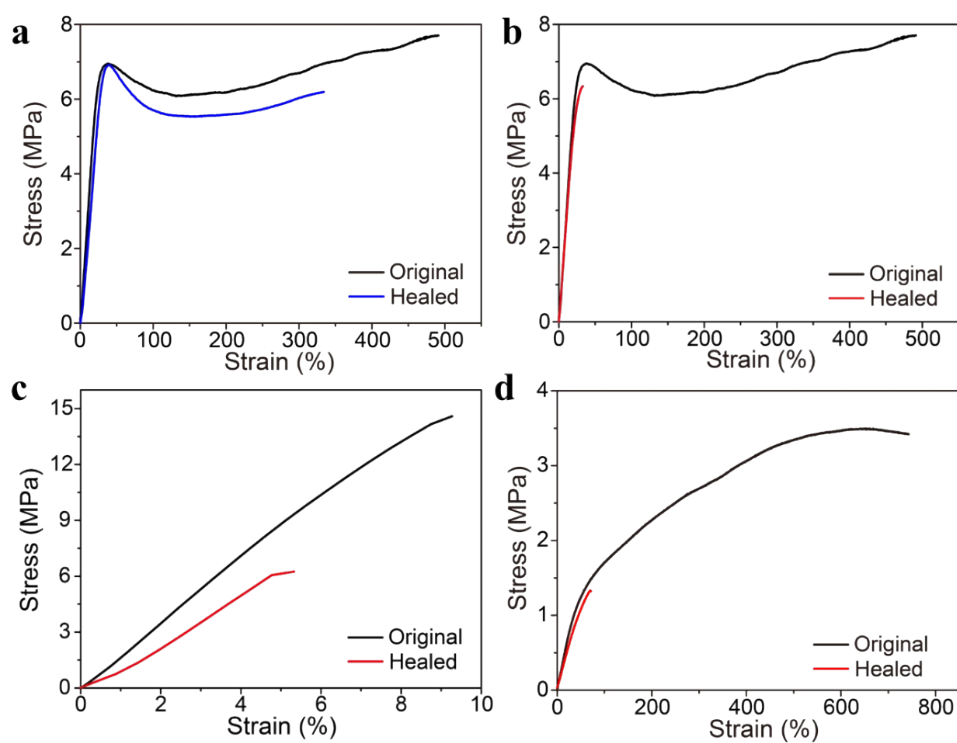 a
8
6
4
2
0
Stress (MPa)
Original
Healed
0 100 200 300 400 500
Strain (%)
b
8
6
4
2
0
Stress (MPa)
Original
Healed
0 100 200 300 400 500
Strain (%)
c
15
12
9
6
3
0
Stress (MPa)
Original
Healed
0 2 4 6 8 10
Strain (%)
d
4
3
2
1
0
Stress (MPa)
Original
Healed
0 200 400 600 800
Strain (%)